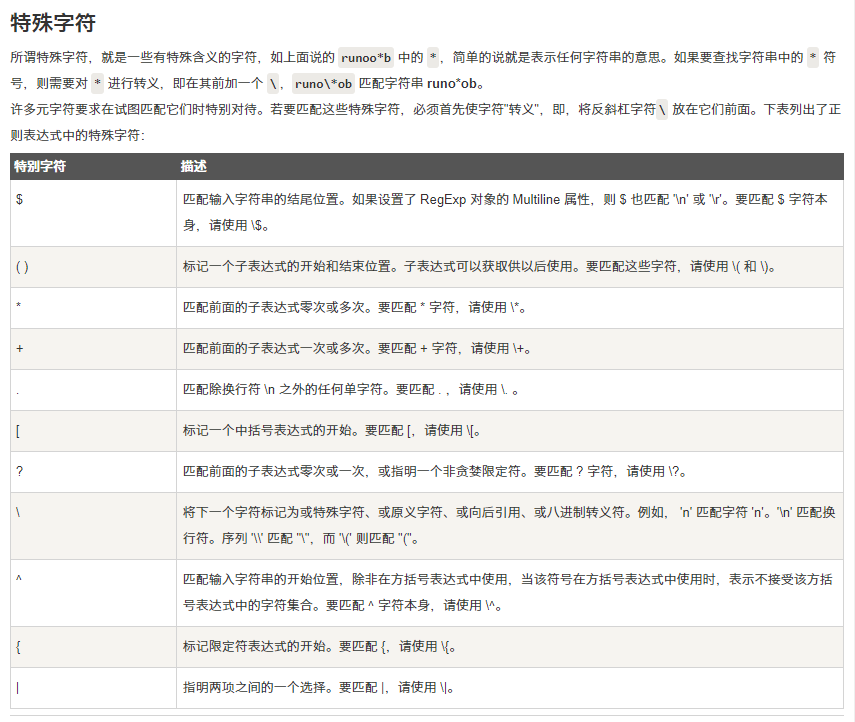 特殊字符
所谓特殊字符，就是一些有特殊含义的字符，如上面说的 runoo*b 中的 *，简单的说就是表示任何字符串的意思。如果要查找字符串中的 * 符
号，则需要对 * 进行转义，即在其前加一个 \，runo\*ob 匹配字符串 runo*ob。
许多元字符要求在试图匹配它们时特别对待。若要匹配这些特殊字符，必须首先使字符"转义"，即，将反斜杠字符\ 放在它们前面。下表列出了正
则表达式中的特殊字符：
特别字符 描述
$ 匹配输入字符串的结尾位置。如果设置了 RegExp 对象的 Multiline 属性，则 $ 也匹配 '\n' 或 '\r'。要匹配 $ 字符本
身，请使用 \$。
( ) 标记一个子表达式的开始和结束位置。子表达式可以获取供以后使用。要匹配这些字符，请使用 \( 和 \)。
* 匹配前面的子表达式零次或多次。要匹配 * 字符，请使用 \*。
+ 匹配前面的子表达式一次或多次。要匹配 + 字符，请使用 \+。
. 匹配除换行符 \n 之外的任何单字符。要匹配 . ，请使用 \. 。
[ 标记一个中括号表达式的开始。要匹配 [，请使用 \[。
? 匹配前面的子表达式零次或一次，或指明一个非贪婪限定符。要匹配 ? 字符，请使用 \?。
\ 将下一个字符标记为或特殊字符、或原义字符、或向后引用、或八进制转义符。例如， 'n' 匹配字符 'n'。'\n' 匹配换
行符。序列 '\\' 匹配 "\"，而 '\(' 则匹配 "("。
^ 匹配输入字符串的开始位置，除非在方括号表达式中使用，当该符号在方括号表达式中使用时，表示不接受该方括
号表达式中的字符集合。要匹配 ^ 字符本身，请使用 \^。
{ 标记限定符表达式的开始。要匹配 {，请使用 \{。
| 指明两项之间的一个选择。要匹配 |，请使用 \|。